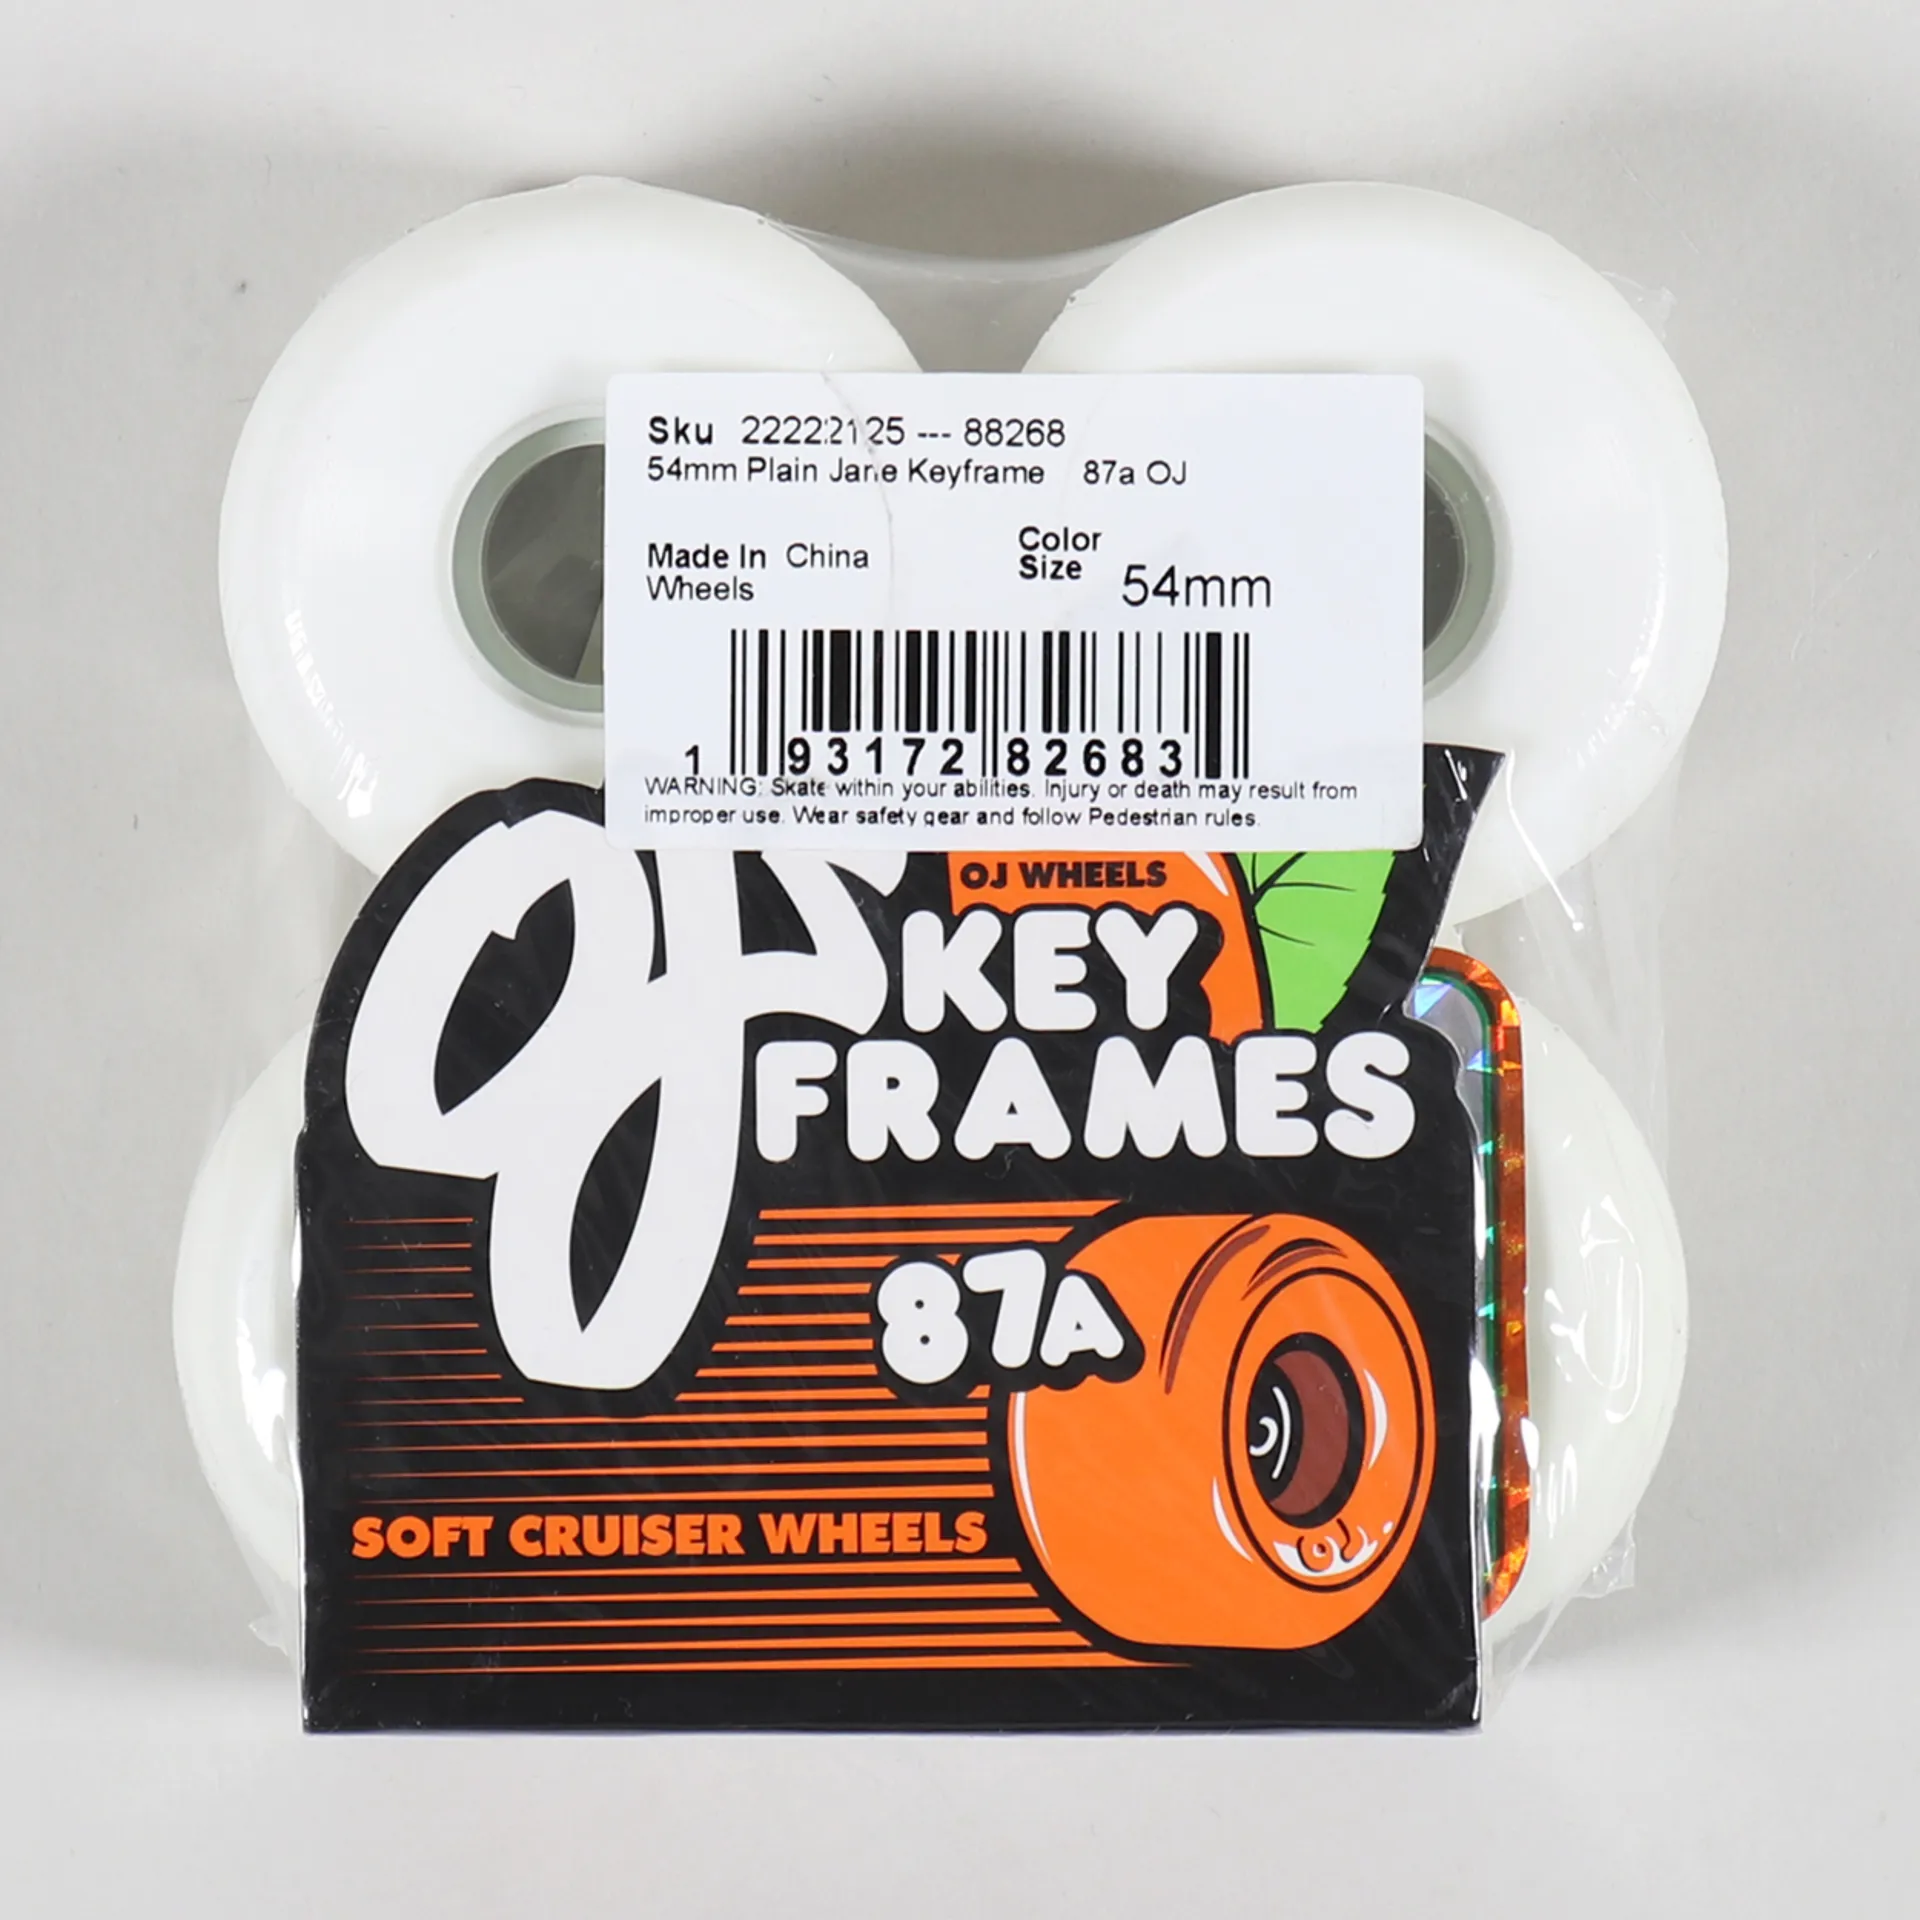 Sku 22222125 --- 88268
54mm Plain Jane Keyframe 87a OJ
Made In China
Wheels
Color
Size 54mm
1 93172 82683
WARNING: Skate within your abilities. Injury or death may result from
improper use. Wear safety gear and follow Pedestrian rules.
OJ WHEELS
OJ
KEY
FRAMES
87A
SOFT CRUISER WHEELS
OJ